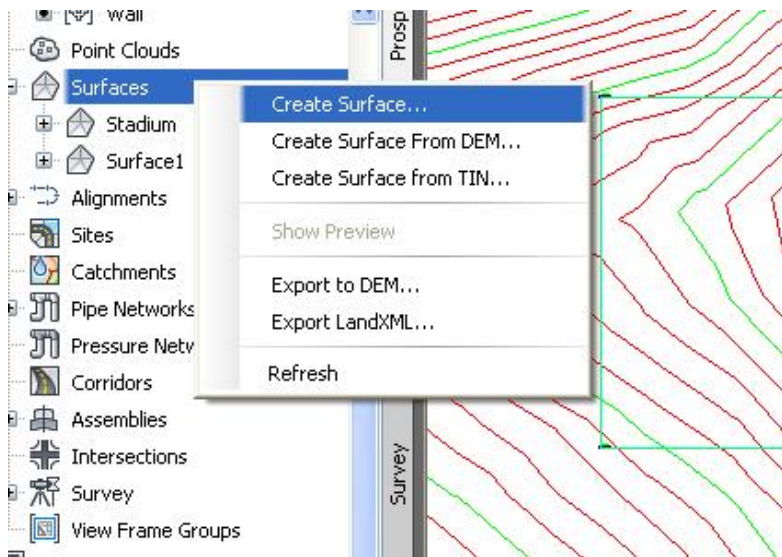 Wall
Point Clouds
Surfaces
Stadium
Surface1
Alignments
Sites
Catchments
Pipe Networks
Pressure Netw
Corridors
Assemblies
Intersections
Survey
View Frame Groups
Create Surface...
Create Surface From DEM...
Create Surface from TIN...
Show Preview
Export to DEM...
Export LandXML...
Refresh
Prosp
Survey